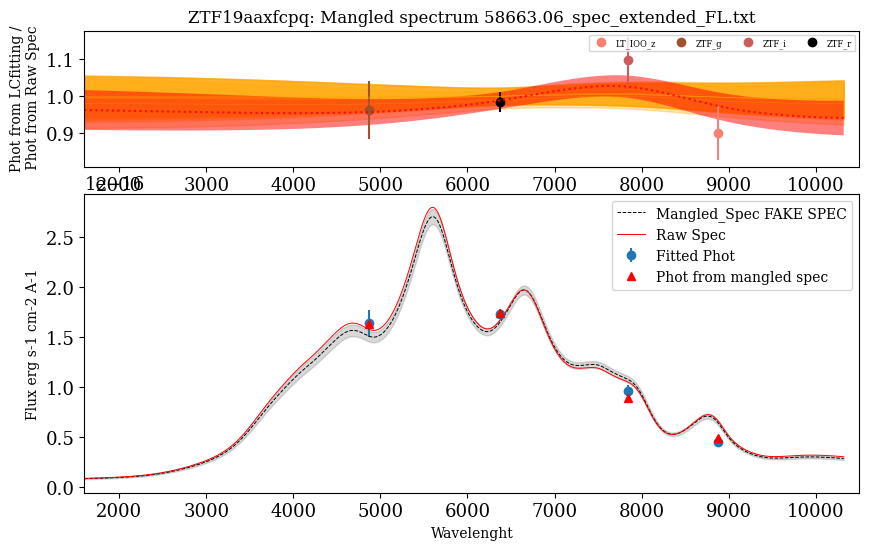 ZTF19aaxfcpq: Mangled spectrum 58663.06_spec_extended_FL.txt
Phot from LCfitting /
Phot from Raw Spec
1.1
1.0
0.9
LT_IOO_z
ZTF_g
ZTF_i
ZTF_r
2000 3000 4000 5000 6000 7000 8000 9000 10000
1e−16
Flux erg s-1 cm-2 A-1
2.5
2.0
1.5
1.0
0.5
0.0
Mangled_Spec FAKE SPEC
Raw Spec
Fitted Phot
Phot from mangled spec
2000 3000 4000 5000 6000 7000 8000 9000 10000
Wavelenght